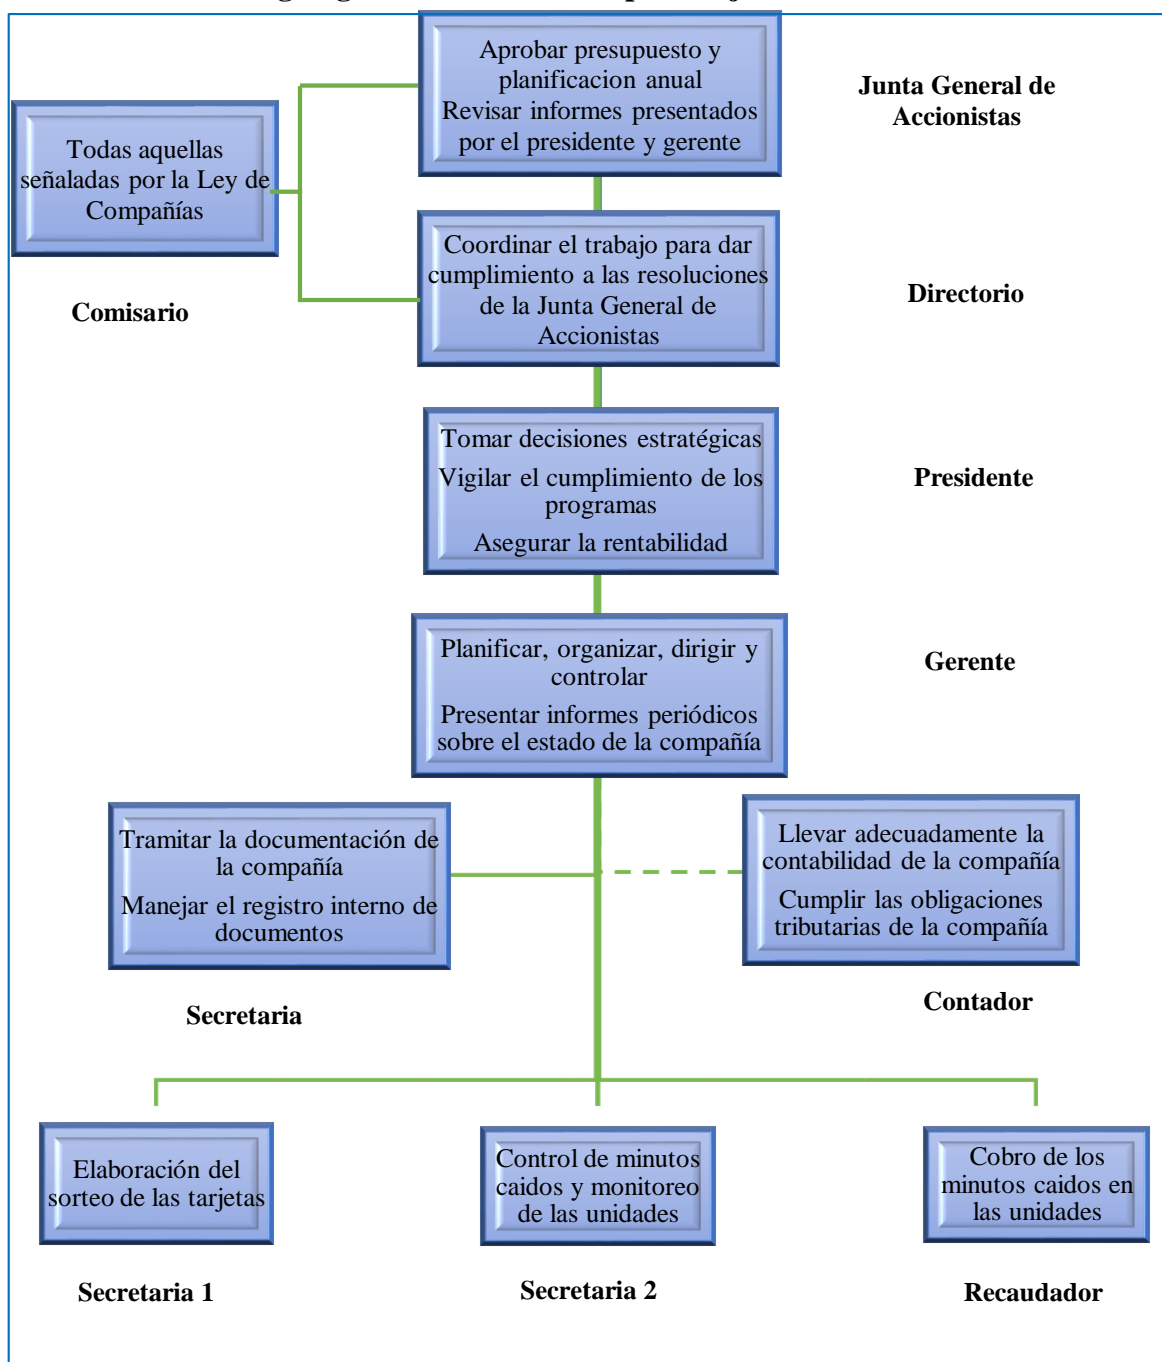 Aprobar presupuesto y
planificacion anual
Revisar informes presentados
por el presidente y gerente
Junta General de
Accionistas
Todas aquellas
señaladas por la Ley de
Compañías
Comisario
Coordinar el trabajo para dar
cumplimiento a las resoluciones
de la Junta General de
Accionistas
Directorio
Tomar decisiones estratégicas
Vigilar el cumplimiento de los
programas
Asegurar la rentabilidad
Presidente
Planificar, organizar, dirigir y
controlar
Presentar informes periódicos
sobre el estado de la compañía
Gerente
Tramitar la documentación de
la compañía
Manejar el registro interno de
documentos
Secretaria
Llevar adecuadamente la
contabilidad de la compañía
Cumplir las obligaciones
tributarias de la compañía
Contador
Elaboración del
sorteo de las tarjetas
Secretaria 1
Control de minutos
caidos y monitoreo
de las unidades
Secretaria 2
Cobro de los
minutos caidos en
las unidades
Recaudador